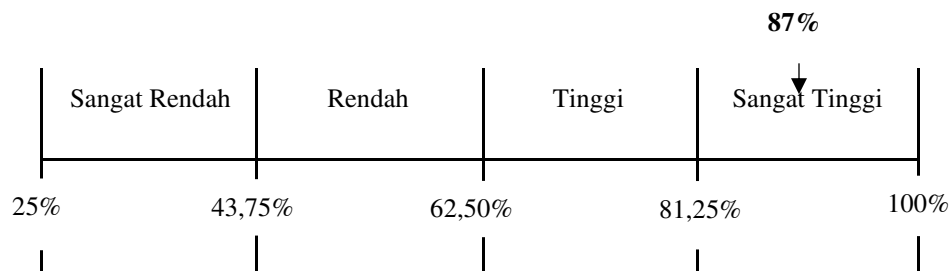 87%
Sangat Rendah Rendah Tinggi Sangat Tinggi
25% 43,75% 62,50% 81,25% 100%